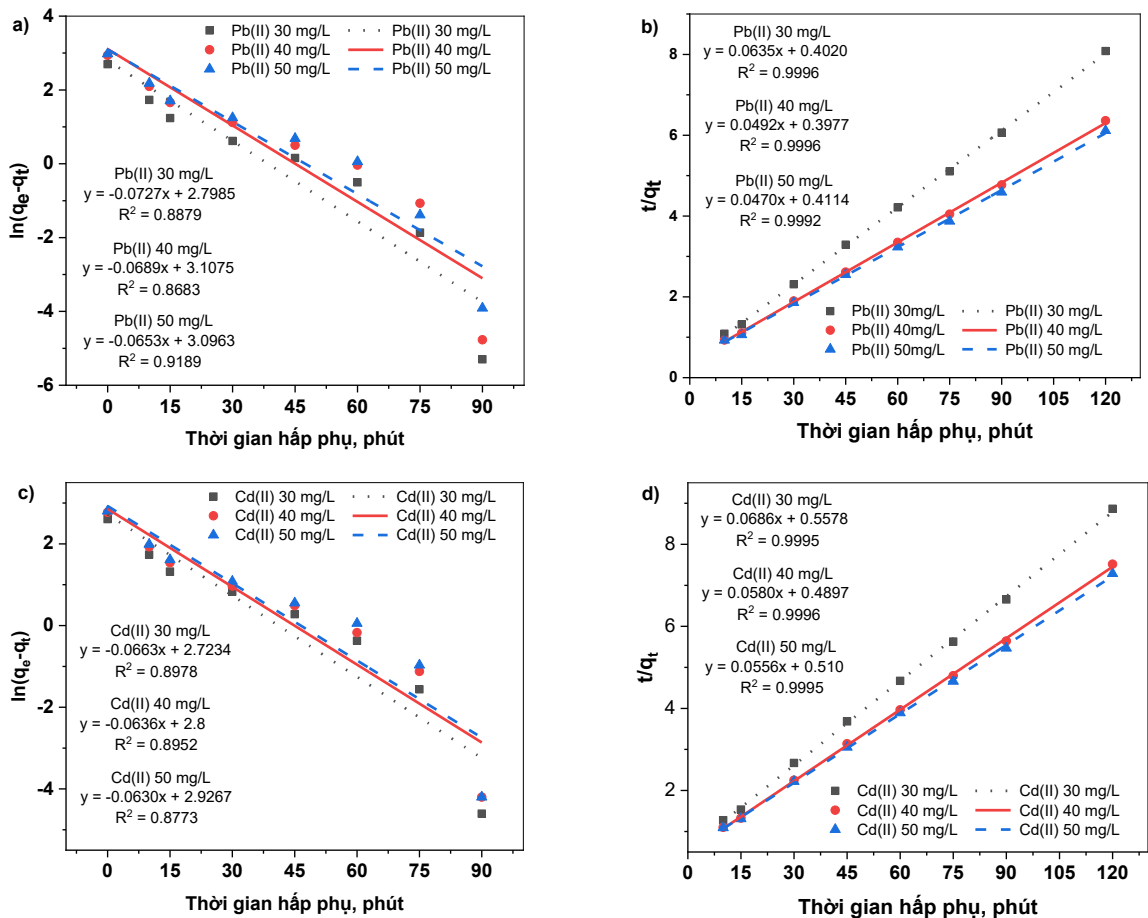 a)
Pb(II) 30 mg/L
Pb(II) 40 mg/L
Pb(II) 50 mg/L
Pb(II) 30 mg/L
Pb(II) 40 mg/L
Pb(II) 50 mg/L
Pb(II) 30 mg/L
y = -0.0727x + 2.7985
R² = 0.8879
Pb(II) 40 mg/L
y = -0.0689x + 3.1075
R² = 0.8683
Pb(II) 50 mg/L
y = -0.0653x + 3.0963
R² = 0.9189
4
2
0
-2
-4
-6
ln(qe-qt)
0 15 30 45 60 75 90
Thời gian hấp phụ, phút
b)
Pb(II) 30 mg/L
y = 0.0635x + 0.4020
R² = 0.9996
Pb(II) 40 mg/L
y = 0.0492x + 0.3977
R² = 0.9996
Pb(II) 50 mg/L
y = 0.0470x + 0.4114
R² = 0.9992
Pb(II) 30mg/L
Pb(II) 40mg/L
Pb(II) 50mg/L
Pb(II) 30 mg/L
Pb(II) 40 mg/L
Pb(II) 50 mg/L
8
6
4
2
0
t/qt
0 15 30 45 60 75 90 105 120
Thời gian hấp phụ, phút
c)
Cd(II) 30 mg/L
Cd(II) 40 mg/L
Cd(II) 50 mg/L
Cd(II) 30 mg/L
Cd(II) 40 mg/L
Cd(II) 50 mg/L
Cd(II) 30 mg/L
y = -0.0663x + 2.7234
R² = 0.8978
Cd(II) 40 mg/L
y = -0.0636x + 2.8
R² = 0.8952
Cd(II) 50 mg/L
y = -0.0630x + 2.9267
R² = 0.8773
2
0
-2
-4
ln(qe-qt)
0 15 30 45 60 75 90
Thời gian hấp phụ, phút
d)
Cd(II) 30 mg/L
y = 0.0686x + 0.5578
R² = 0.9995
Cd(II) 40 mg/L
y = 0.0580x + 0.4897
R² = 0.9996
Cd(II) 50 mg/L
y = 0.0556x + 0.510
R² = 0.9995
Cd(II) 30 mg/L
Cd(II) 40 mg/L
Cd(II) 50 mg/L
Cd(II) 30 mg/L
Cd(II) 40 mg/L
Cd(II) 50 mg/L
8
6
4
2
t/qt
0 15 30 45 60 75 90 105 120
Thời gian hấp phụ, phút